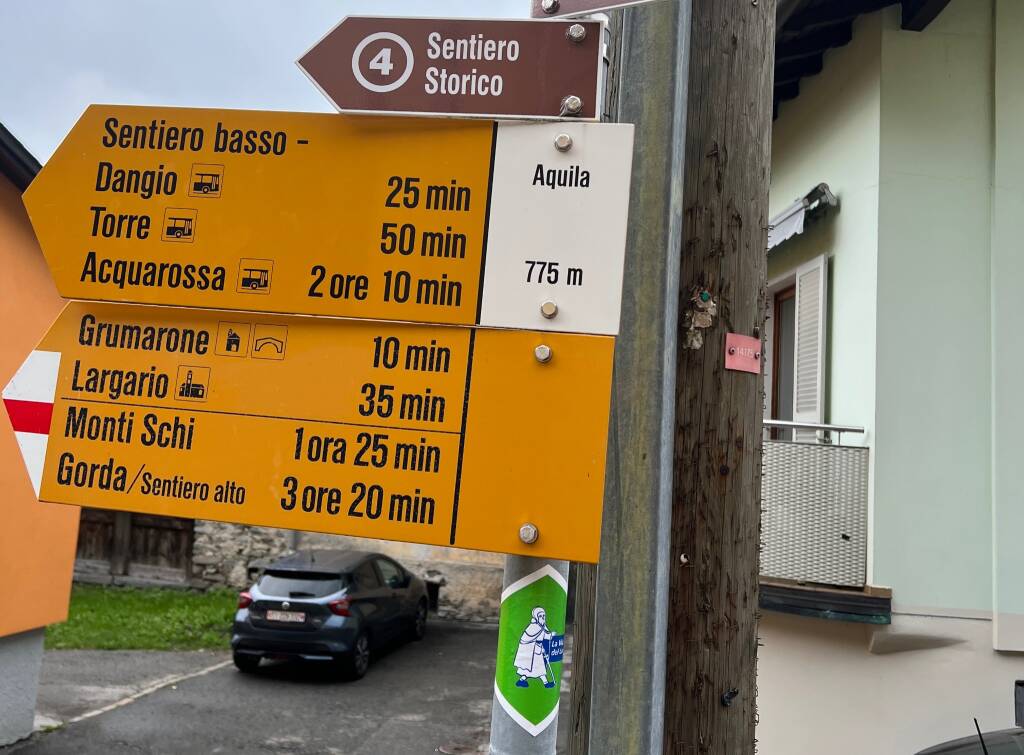 4 Sentiero
Storico
Sentiero basso -
Dangio 25 min
Torre 50 min
Acquarossa 2 ore 10 min
Aquila
775 m
Grumarone 10 min
Largario 35 min
Monti Schi 1 ora 25 min
Gorda/Sentiero alto 3 ore 20 min